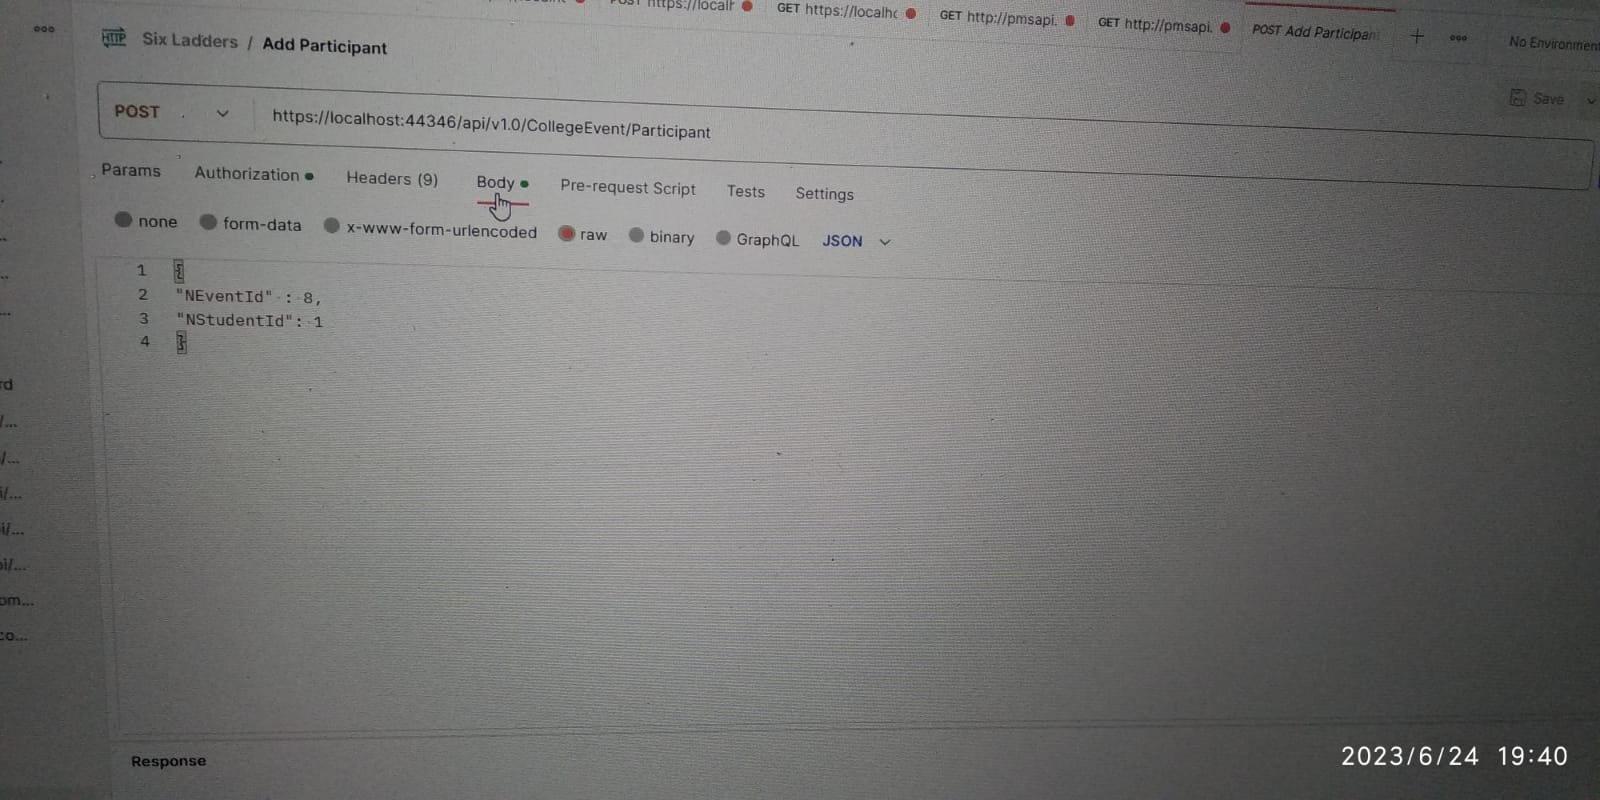 POST https://localh GET https://localhc GET http://pmsapi. GET http://pmsapi. POST Add Participant No Environment
HTTP Six Ladders / Add Participant
Save
POST https://localhost:44346/api/v1.0/CollegeEvent/Participant
Params Authorization Headers (9) Body Pre-request Script Tests Settings
none form-data x-www-form-urlencoded raw binary GraphQL JSON
1 {
2 "NEventId" : 8,
3 "NStudentId": 1
4 }
rd
/...
/...
i/...
i/...
oi/...
om...
co...
Response
2023/6/24 19:40